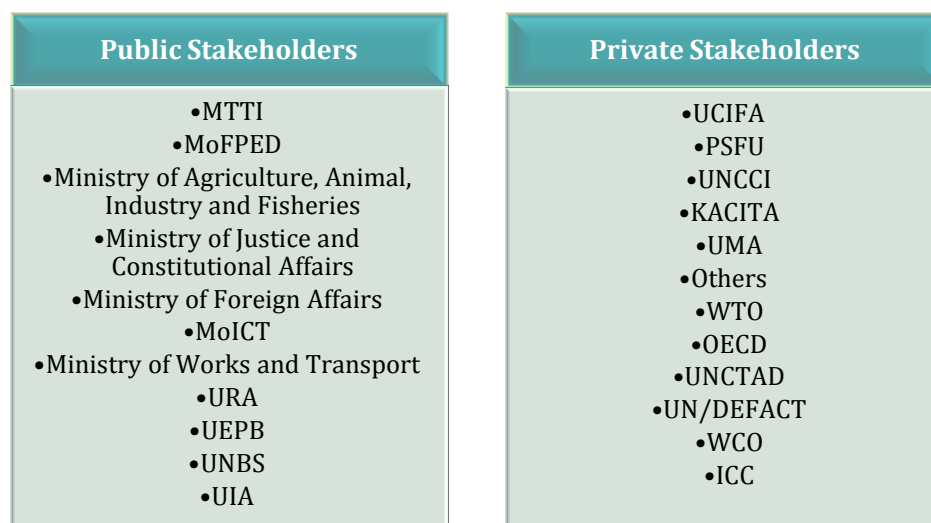 Public Stakeholders
•MTTI
•MoFPED
•Ministry of Agriculture, Animal,
Industry and Fisheries
•Ministry of Justice and
Constitutional Affairs
•Ministry of Foreign Affairs
•MoICT
•Ministry of Works and Transport
•URA
•UEPB
•UNBS
•UIA
Private Stakeholders
•UCIFA
•PSFU
•UNCCI
•KACITA
•UMA
•Others
•WTO
•OECD
•UNCTAD
•UN/DEFACT
•WCO
•ICC